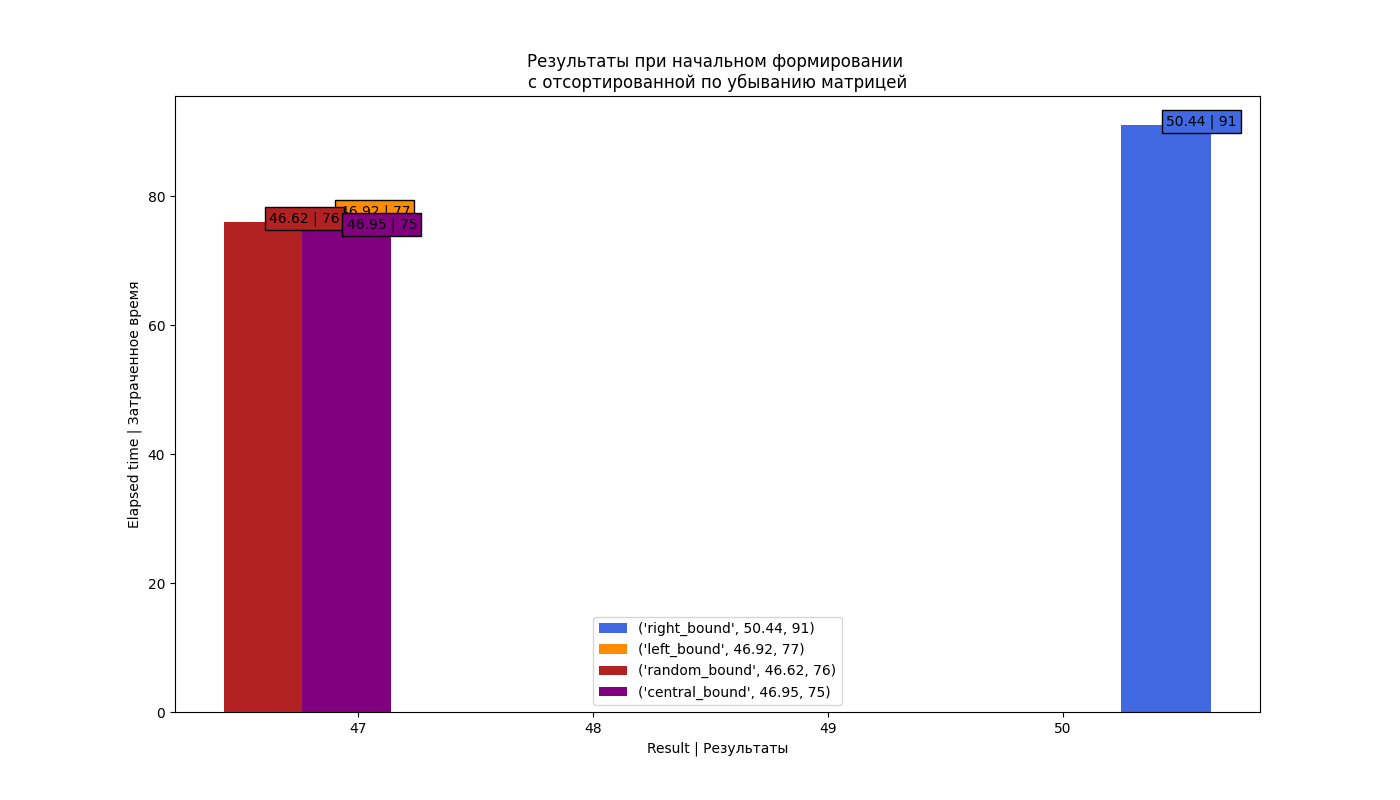 Результаты при начальном формировании
с отсортированной по убыванию матрицей
50.44 | 91
46.92 | 77
46.62 | 76
46.95 | 75
80
60
40
20
0
Elapsed time | Затраченное время
('right_bound', 50.44, 91)
('left_bound', 46.92, 77)
('random_bound', 46.62, 76)
('central_bound', 46.95, 75)
47
48
49
50
Result | Результаты